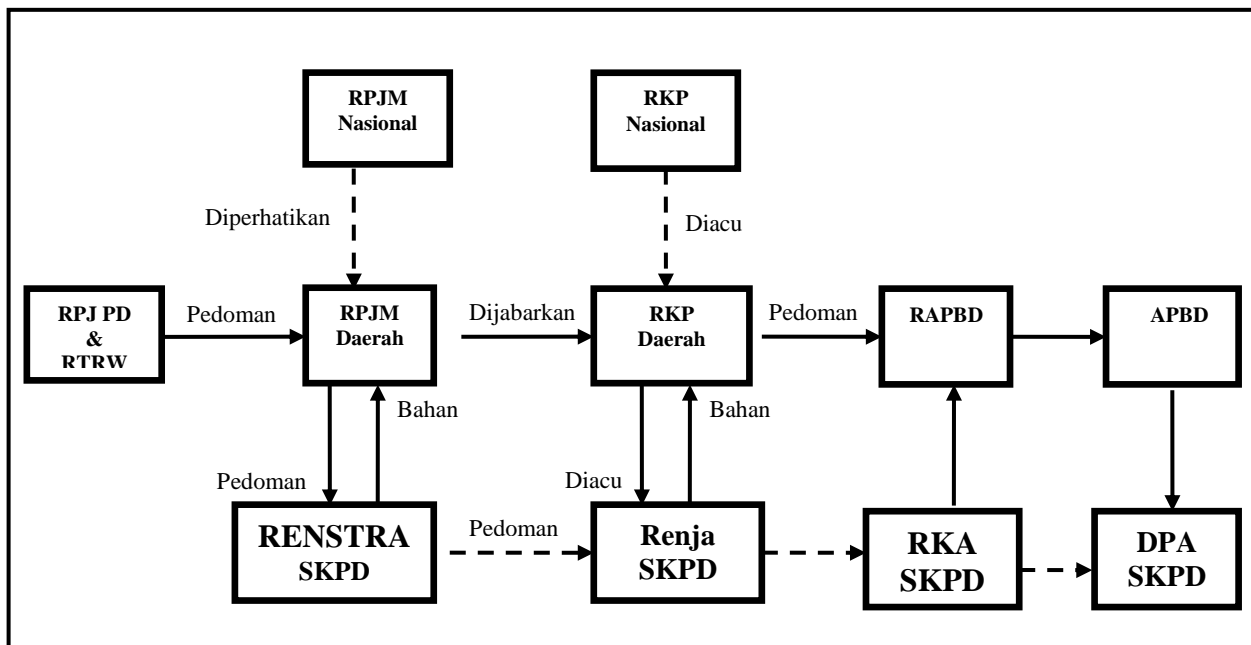 RPJM
Nasional
RKP
Nasional
Diperhatikan
Diacu
RPJ PD
&
RTRW
Pedoman
RPJM
Daerah
Dijabarkan
RKP
Daerah
Pedoman
RAPBD
APBD
Bahan
Bahan
Pedoman
Diacu
RENSTRA
SKPD
Pedoman
Renja
SKPD
RKA
SKPD
DPA
SKPD